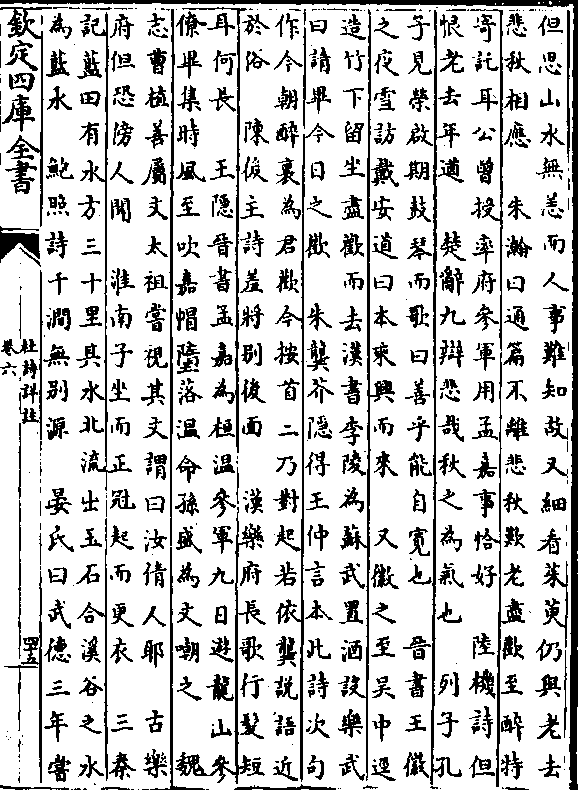 但思山水無恙而人事難知故又細看茱萸仍與老去
悲秋相應　朱瀚曰通篇不離悲秋歎老盡歡至醉特
寄託耳公曾授率府參軍用孟嘉事恰好　陸機詩但
恨老去年遒　楚辭九辯悲哉秋之為氣也　列子孔
子見榮啟期鼓琴而歌曰善乎能自寛也　晉書王徽
之夜雪訪戴安道曰本乘興而來　又徽之至吳中逕
造竹下留坐盡歡而去漢書李陵為蘇武置酒設樂武
曰請畢今日之歡　朱龔芥隱得王仲言本此詩次句
作今朝醉裏為君歡今按首二乃對起若依龔説語近
於俗　陳後主詩羞將別後面　漢樂府長歌行髪短
耳何長　王隱晉書孟嘉為桓温參軍九日遊龍山參
僚畢集時風至吹嘉帽墮落温命孫盛為文嘲之　魏
志曹植善屬文太祖嘗視其文謂曰汝倩人耶　古樂
府但恐傍人聞　淮南子坐而正冠起而更衣　三秦
記藍田有水方三十里其水北流出玉石合溪谷之水
為藍水　鮑照詩千澗無別源　晏氏曰武德三年嘗
欽定四庫全書
杜詩詳註
卷六
四十五